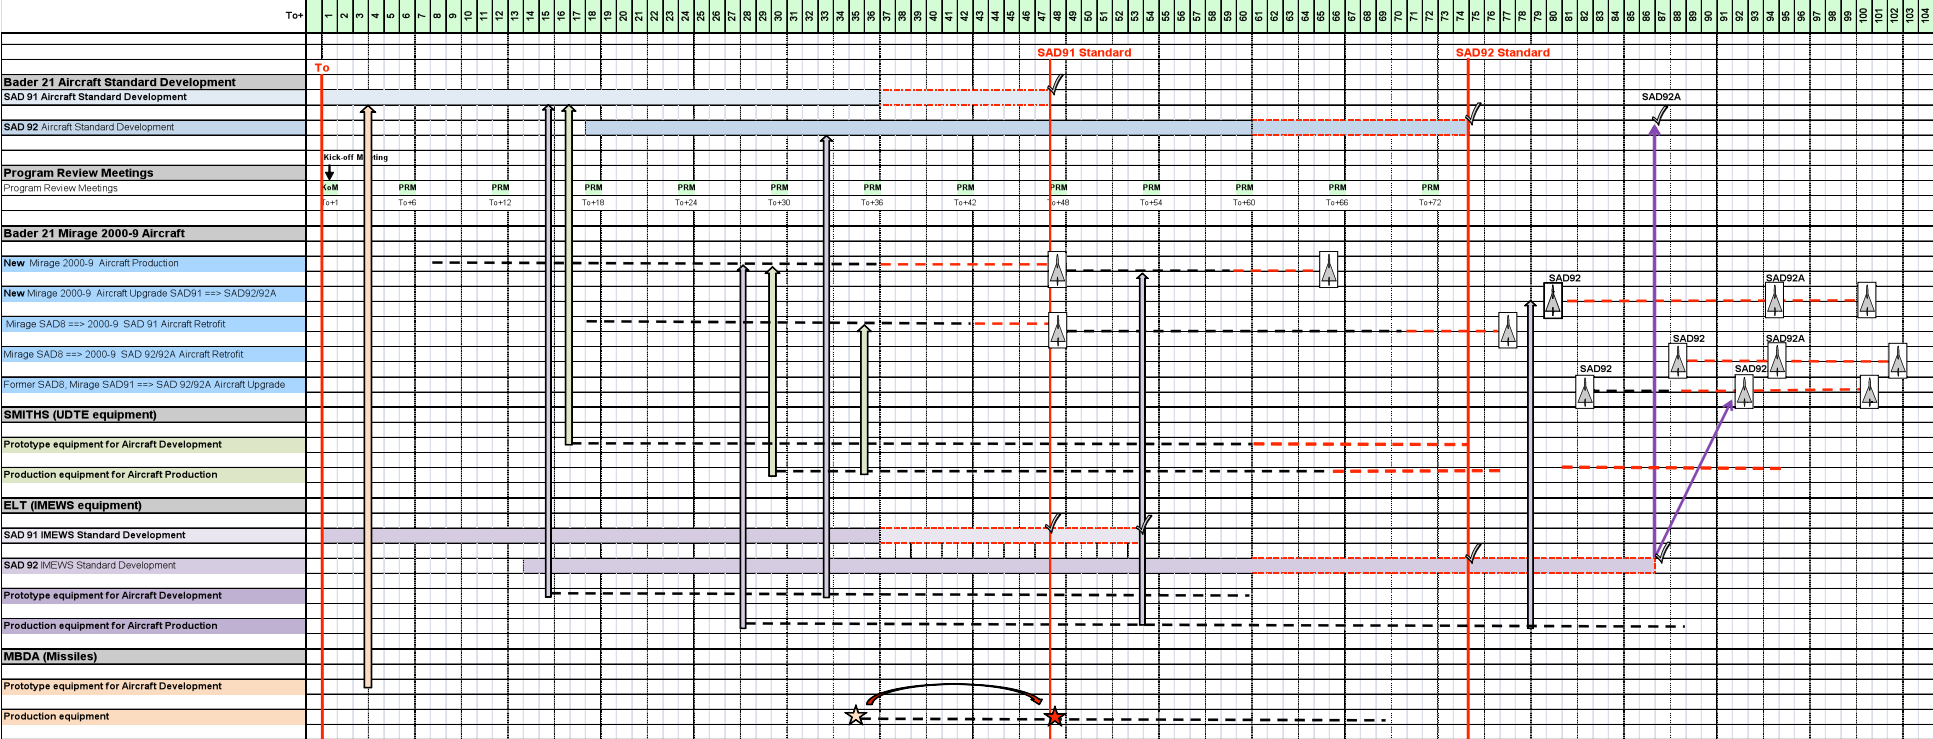 To+ 1 2 3 4 5 6 7 8 9 10 11 12 13 14 15 16 17 18 19 20 21 22 23 24 25 26 27 28 29 30 31 32 33 34 35 36 37 38 39 40 41 42 43 44 45 46 47 48 49 50 51 52 53 54 55 56 57 58 59 60 61 62 63 64 65 66 67 68 69 70 71 72 73 74 75 76 77 78 79 80 81 82 83 84 85 86 87 88 89 90 91 92 93 94 95 96 97 98 99 100 101 102 103 104
SAD91 Standard SAD92 Standard
To
Bader 21 Aircraft Standard Development
SAD 91 Aircraft Standard Development SAD92A
SAD 92 Aircraft Standard Development
Kick-off Meeting
Program Review Meetings
Program Review Meetings KoM PRM PRM PRM PRM PRM PRM PRM PRM PRM PRM PRM PRM
To+1 To+6 To+12 To+18 To+24 To+30 To+36 To+42 To+48 To+54 To+60 To+66 To+72
Bader 21 Mirage 2000-9 Aircraft
New Mirage 2000-9 Aircraft Production
SAD92 SAD92A
New Mirage 2000-9 Aircraft Upgrade SAD91 ==> SAD92/92A
Mirage SAD8 ==> 2000-9 SAD 91 Aircraft Retrofit
SAD92 SAD92A
Mirage SAD8 ==> 2000-9 SAD 92/92A Aircraft Retrofit
SAD92 SAD92
Former SAD8, Mirage SAD91 ==> SAD 92/92A Aircraft Upgrade
SMITHS (UDTE equipment)
Prototype equipment for Aircraft Development
Production equipment for Aircraft Production
ELT (IMEWS equipment)
SAD 91 IMEWS Standard Development
SAD 92 IMEWS Standard Development
Prototype equipment for Aircraft Development
Production equipment for Aircraft Production
MBDA (Missiles)
Prototype equipment for Aircraft Development
Production equipment